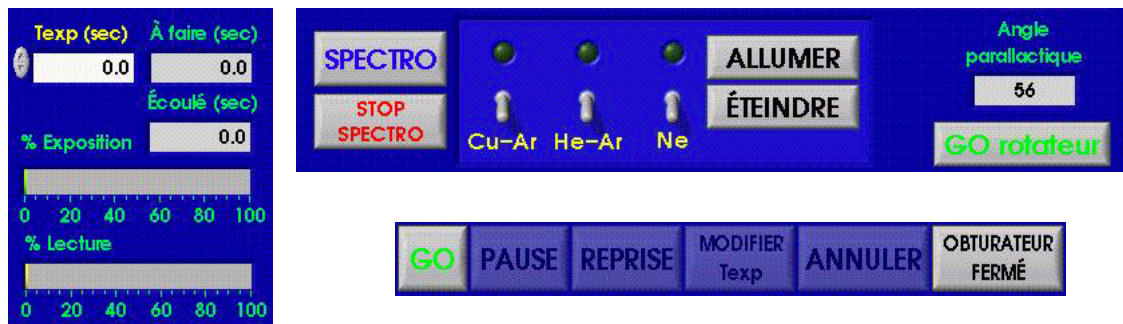 Texp (sec) À faire (sec)
0.0 0.0
Écoulé (sec)
% Exposition 0.0
0 20 40 60 80 100
% Lecture
0 20 40 60 80 100
SPECTRO
STOP
SPECTRO
Cu-Ar He-Ar Ne
ALLUMER
ÉTEINDRE
Angle
parallactique
56
GO rotateur
GO PAUSE REPRISE MODIFIER
Texp ANNULER OBTURATEUR
FERMÉ